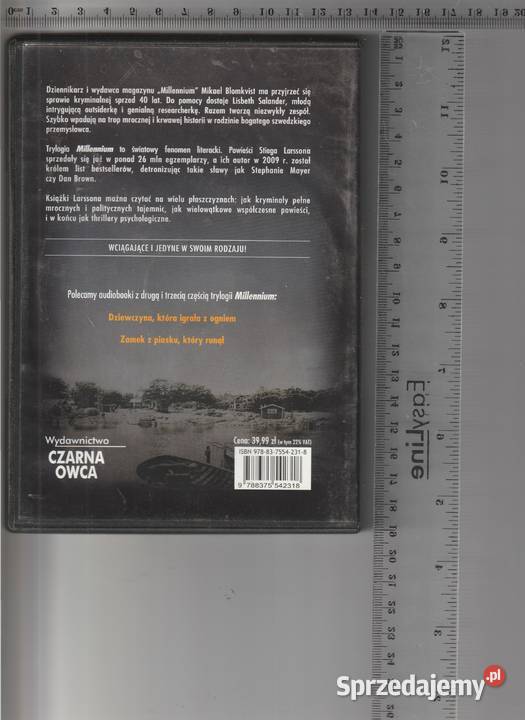 Dziennikarz i wydawca magazynu „Millennium” Mikael Blomkvist ma przyjrzeć się
sprawie kryminalnej sprzed 40 lat. Do pomocy dostaje Lisbeth Salander, młodą
intrygującą outsiderkę i genialną researcherkę. Razem tworzą niezwykły zespół.
Szybko wpadają na trop mrocznej i krwawej historii w rodzinie bogatego szwedzkiego
przemysłowca.
Trylogia Millennium to światowy fenomen literacki. Powieści Stiega Larssona
sprzedały się już w ponad 26 mln egzemplarzy, a ich autor w 2009 r. został
królem list bestsellerów, detronizując takie sławy jak Stephanie Mayer
czy Dan Brown.
Książki Larssona można czytać na wielu płaszczyznach: jak kryminały pełne
mrocznych i politycznych tajemnic, jak wielowątkowe współczesne powieści,
i w końcu jak thrillery psychologiczne.
WCIĄGAJĄCE I JEDYNE W SWOIM RODZAJU!
Polecamy audiobooki z drugą i trzecią częścią trylogii Millennium:
Dziewczyna, która igrała z ogniem
Zamek z piasku, który runął
Wydawnictwo
CZARNA
OWCA
Cena: 39,99 zł (w tym 22% VAT)
ISBN 978-83-7554-231-8
9 788375 542318
EasyLine
Sprzedajemy.pl